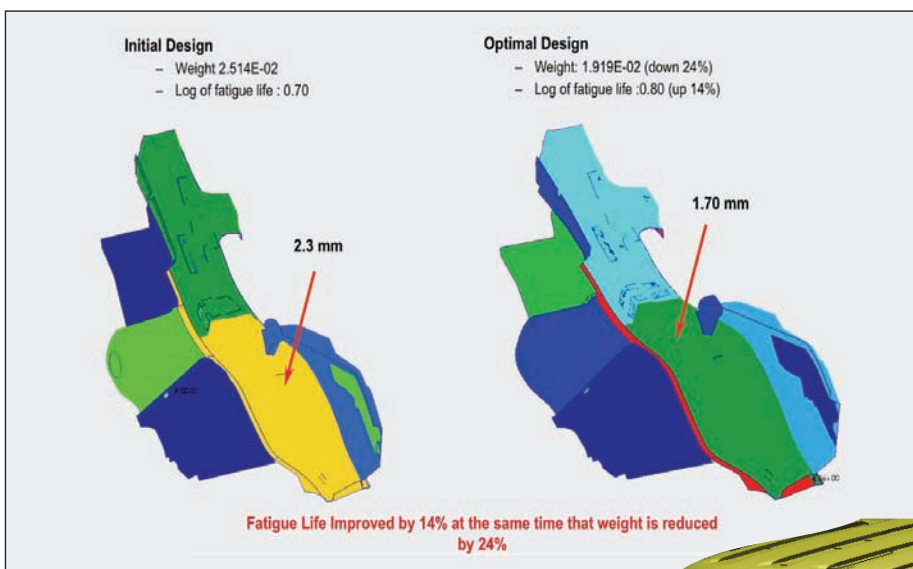 Initial Design
– Weight 2.514E-02
– Log of fatigue life : 0.70
Optimal Design
– Weight: 1.919E-02 (down 24%)
– Log of fatigue life :0.80 (up 14%)
2.3 mm
1.70 mm
Fatigue Life Improved by 14% at the same time that weight is reduced
by 24%